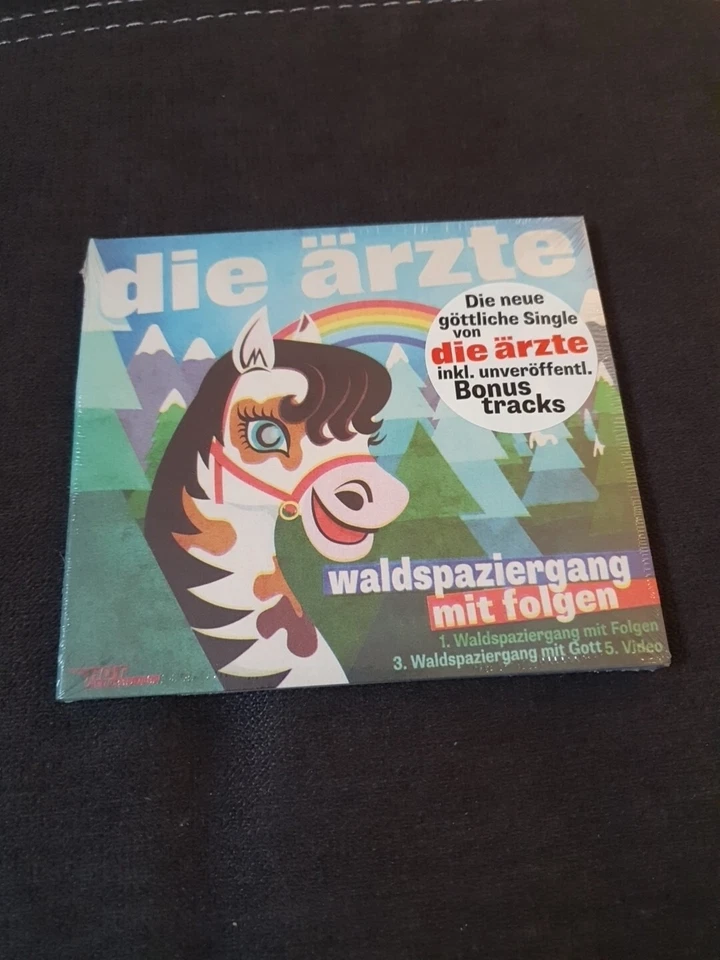 die ärzte
Die neue
göttliche Single
von
die ärzte
inkl. unveröffentl.
Bonus
tracks
waldspaziergang
mit folgen
1. Waldspaziergang mit Folgen
3. Waldspaziergang mit Gott 5. Video